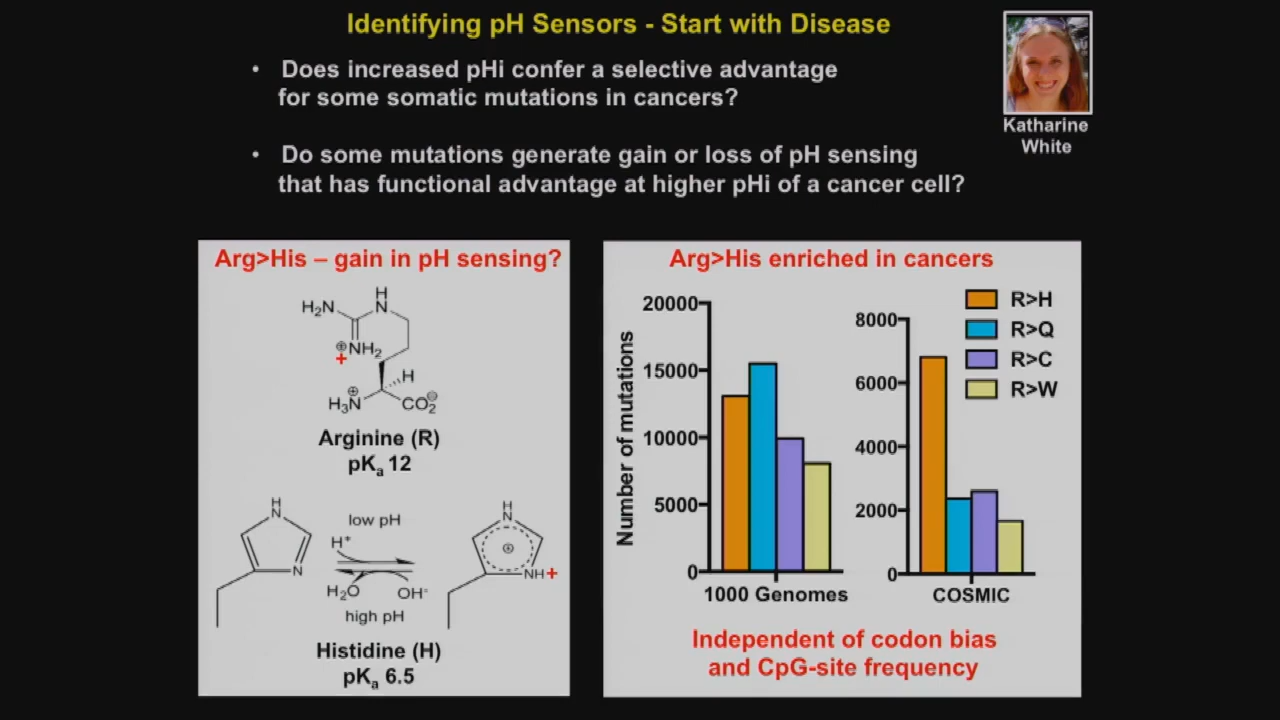 Identifying pH Sensors - Start with Disease
• Does increased pHi confer a selective advantage
for some somatic mutations in cancers?
• Do some mutations generate gain or loss of pH sensing
that has functional advantage at higher pHi of a cancer cell?
Katharine
White
Arg>His – gain in pH sensing?
H
H₂N
N
⊕NH₂
+
H
⊕
H₃N
CO₂⊖
Arginine (R)
pKa 12
H
N
N
low pH
H⁺
H₂O
OH⁻
high pH
H
N
⊕
NH+
Histidine (H)
pKa 6.5
Arg>His enriched in cancers
Number of mutations
20000
15000
10000
5000
0
1000 Genomes
8000
6000
4000
2000
0
COSMIC
R>H
R>Q
R>C
R>W
Independent of codon bias
and CpG-site frequency